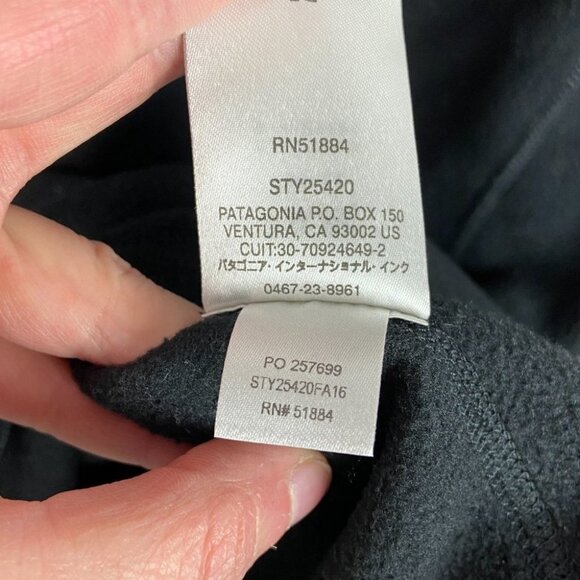 RN51884
STY25420
PATAGONIA P.O. BOX 150
VENTURA, CA 93002 US
CUIT:30-70924649-2
パタゴニア・インターナショナル・インク
0467-23-8961
PO 257699
STY25420FA16
RN# 51884